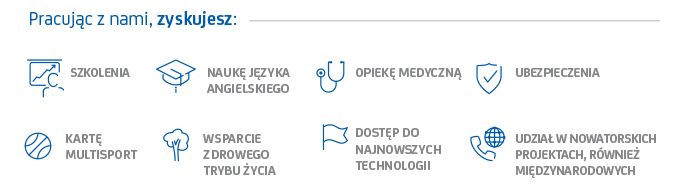 Pracując z nami, zyskujesz:
SZKOLENIA
NAUKĘ JĘZYKA
ANGIELSKIEGO
OPIEKĘ MEDYCZNĄ
UBEZPIECZENIA
KARTĘ
MULTISPORT
WSPARCIE
ZDROWEGO
TRYBU ŻYCIA
DOSTĘP DO
NAJNOWSZYCH
TECHNOLOGII
UDZIAŁ W NOWATORSKICH
PROJEKTACH, RÓWNIEŻ
MIĘDZYNARODOWYCH